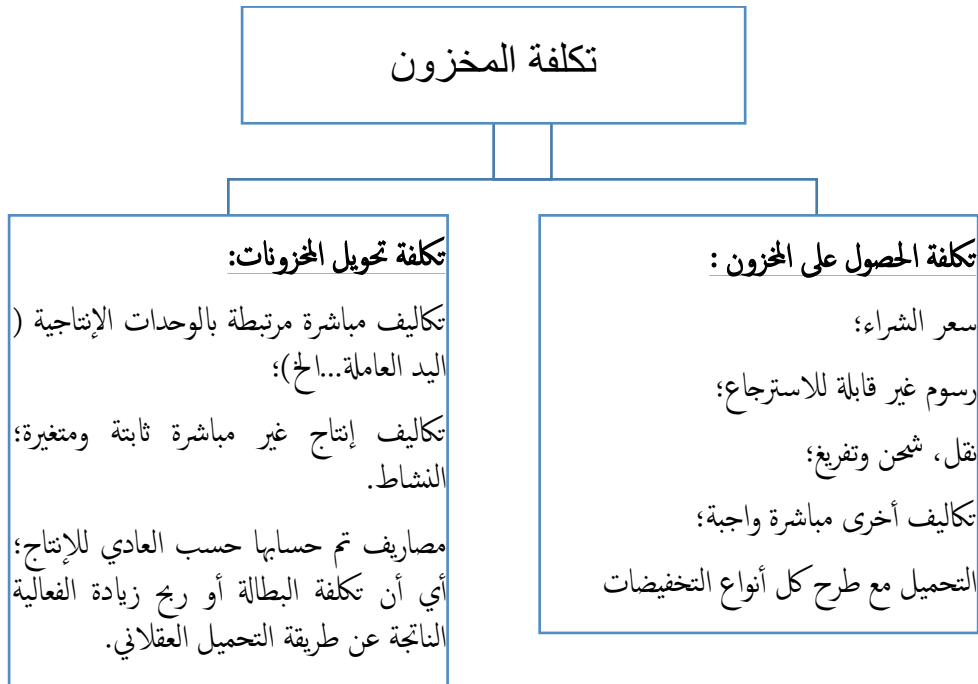 تكلفة المخزون
تكلفة الحصول على المخزون :
سعر الشراء؛
رسوم غير قابلة للاسترجاع؛
نقل، شحن وتفريغ؛
تكاليف أخرى مباشرة واجبة؛
التحميل مع طرح كل أنواع التخفيضات
تكلفة تحويل المخزونات:
تكاليف مباشرة مرتبطة بالوحدات الإنتاجية (
اليد العاملة...الخ)؛
تكاليف إنتاج غير مباشرة ثابتة ومتغيرة؛
النشاط.
مصاريف تم حسابها حسب العادي للإنتاج؛
أي أن تكلفة البطالة أو ربح زيادة الفعالية
الناتجة عن طريقة التحميل العقلاني.